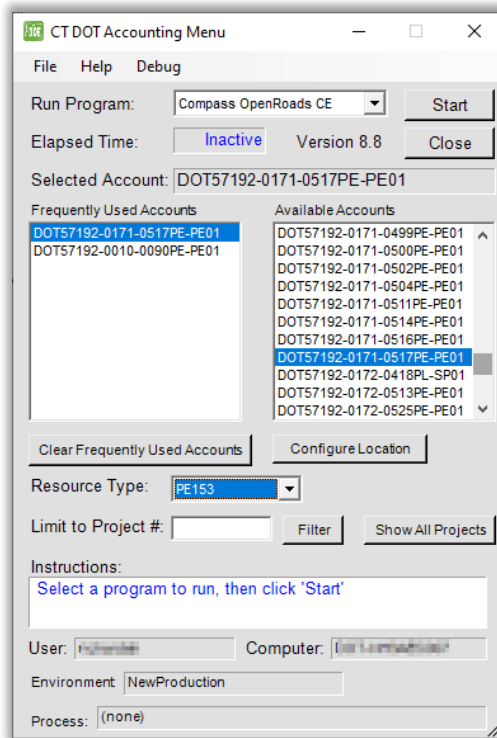 CT DOT Accounting Menu
File Help Debug
Run Program: Compass OpenRoads CE Start
Elapsed Time: Inactive Version 8.8 Close
Selected Account: DOT57192-0171-0517PE-PE01
Frequently Used Accounts
DOT57192-0171-0517PE-PE01
DOT57192-0010-0090PE-PE01
Available Accounts
DOT57192-0171-0499PE-PE01
DOT57192-0171-0500PE-PE01
DOT57192-0171-0502PE-PE01
DOT57192-0171-0504PE-PE01
DOT57192-0171-0511PE-PE01
DOT57192-0171-0514PE-PE01
DOT57192-0171-0516PE-PE01
DOT57192-0171-0517PE-PE01
DOT57192-0172-0418PL-SP01
DOT57192-0172-0513PE-PE01
DOT57192-0172-0525PE-PE01
Clear Frequently Used Accounts Configure Location
Resource Type: PE153
Limit to Project #: Filter Show All Projects
Instructions:
Select a program to run, then click 'Start'
User: Computer:
Environment NewProduction
Process: (none)